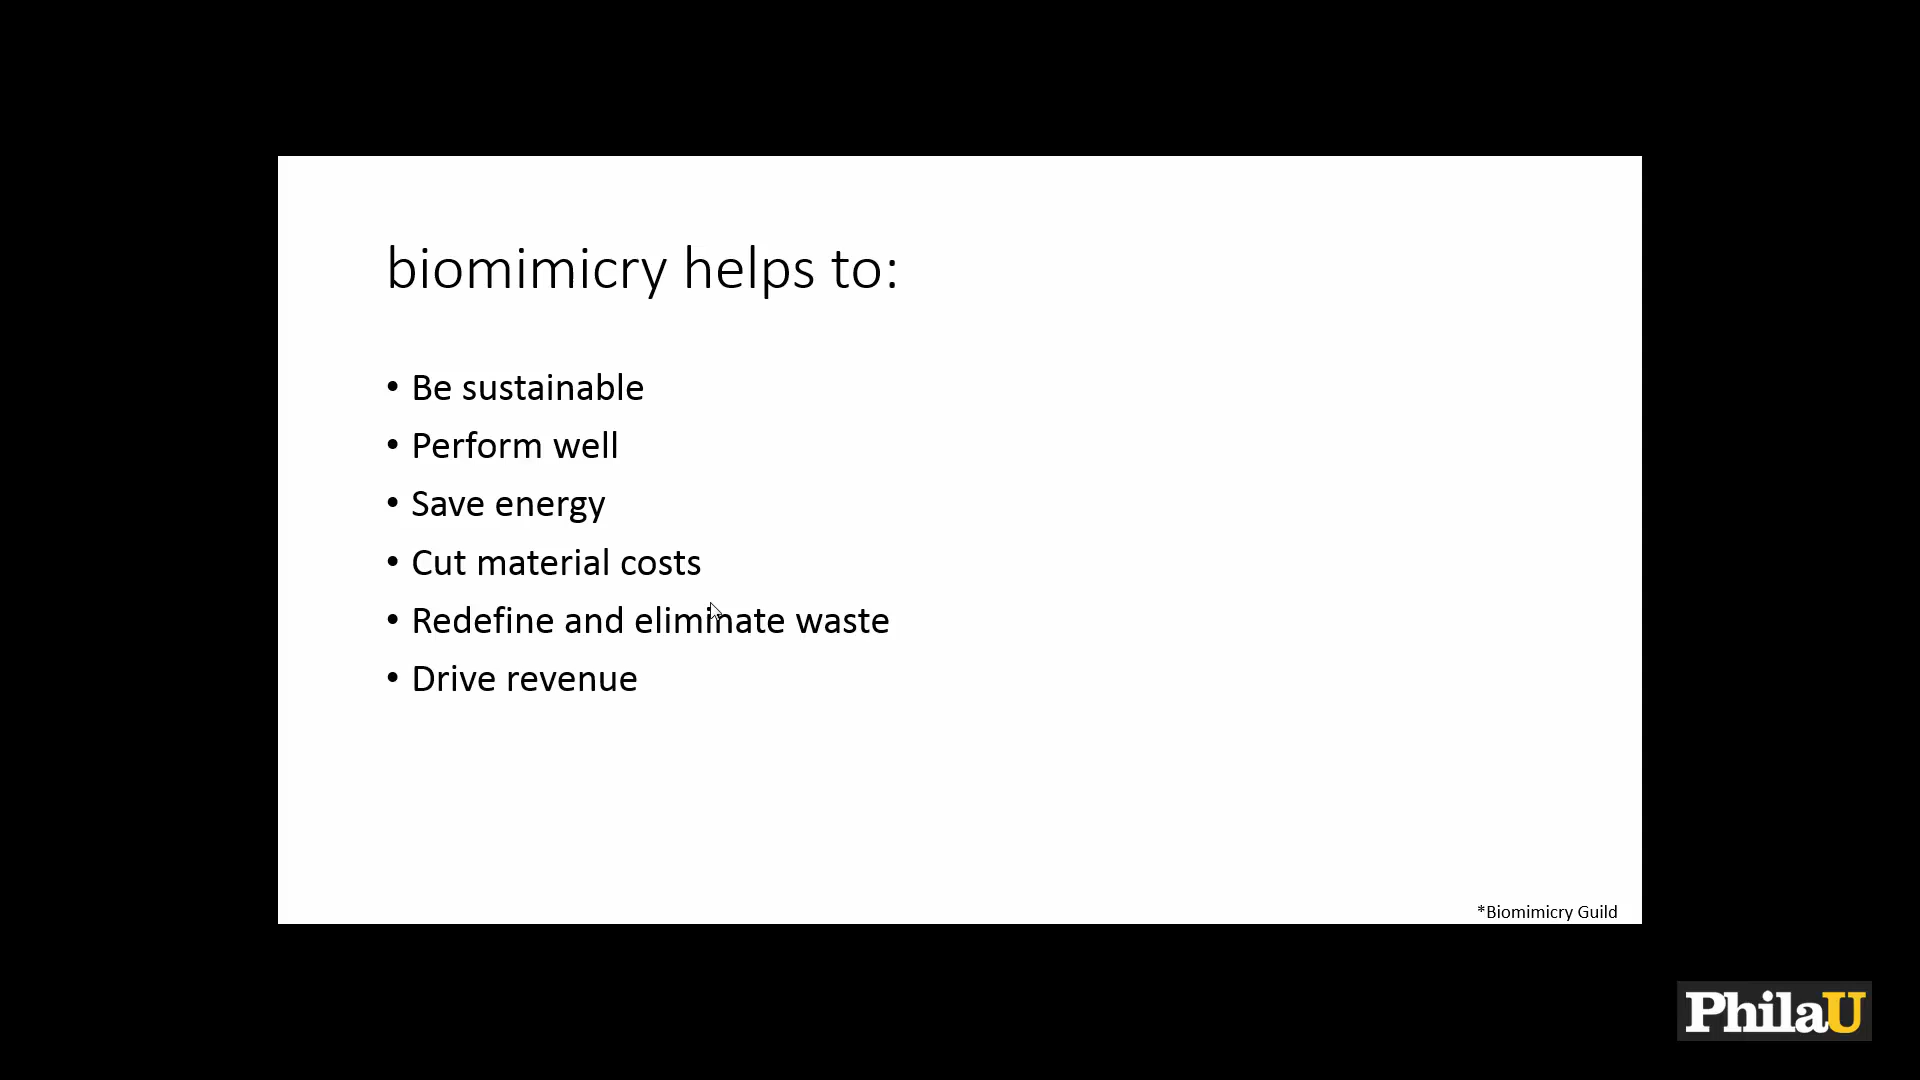 biomimicry helps to:
• Be sustainable
• Perform well
• Save energy
• Cut material costs
• Redefine and eliminate waste
• Drive revenue
*Biomimicry Guild
PhilaU